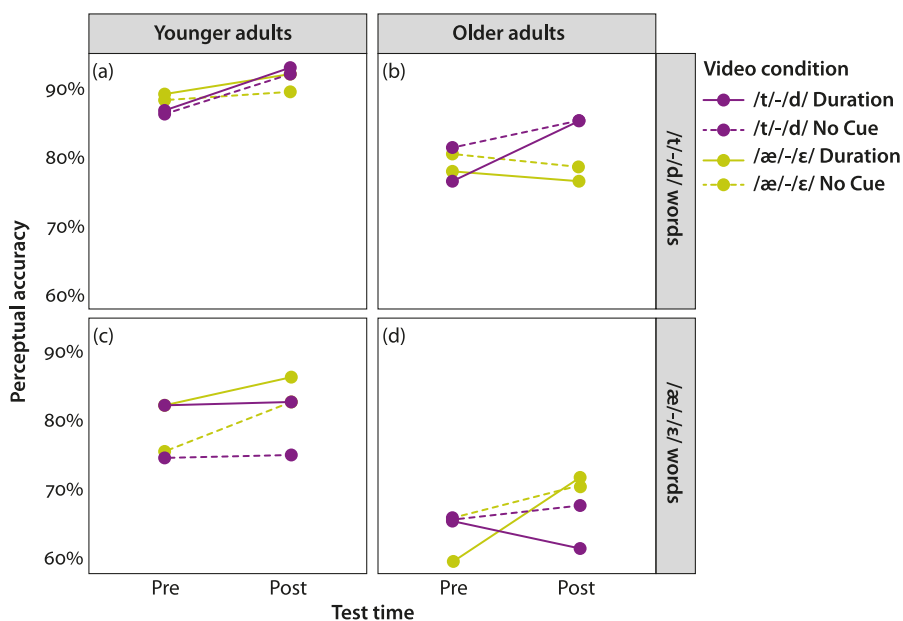 Younger adults
Older adults
Perceptual accuracy
90%
80%
70%
60%
(a)
(b)
/t/-/d/ words
90%
80%
70%
60%
(c)
(d)
/æ/-/ɛ/ words
Pre
Post
Pre
Post
Test time
Video condition
/t/-/d/ Duration
/t/-/d/ No Cue
/æ/-/ɛ/ Duration
/æ/-/ɛ/ No Cue